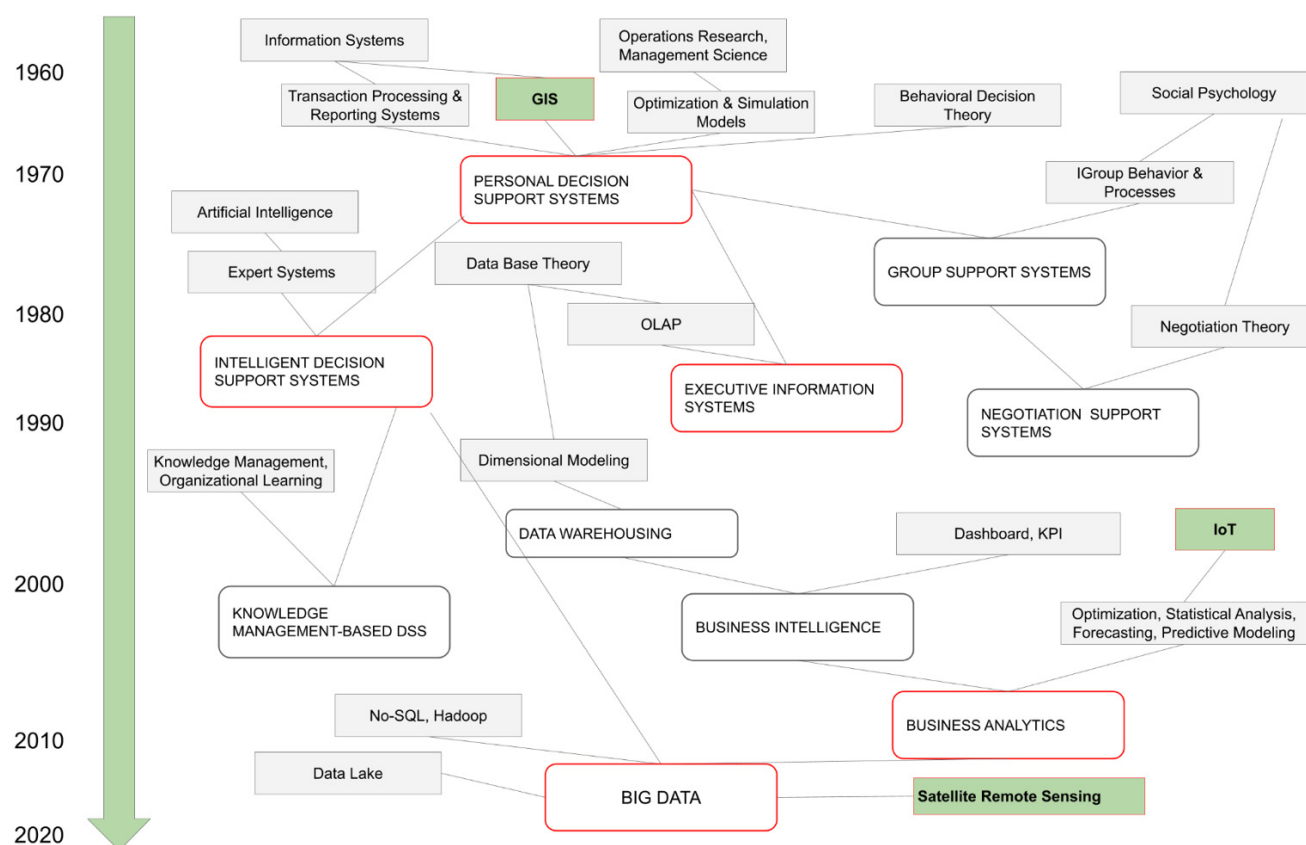 1960
1970
1980
1990
2000
2010
2020
Information Systems
Operations Research,
Management Science
Transaction Processing &
Reporting Systems
GIS
Optimization & Simulation
Models
Behavioral Decision
Theory
Social Psychology
PERSONAL DECISION
SUPPORT SYSTEMS
IGroup Behavior &
Processes
Artificial Intelligence
Expert Systems
Data Base Theory
GROUP SUPPORT SYSTEMS
OLAP
Negotiation Theory
INTELLIGENT DECISION
SUPPORT SYSTEMS
EXECUTIVE INFORMATION
SYSTEMS
NEGOTIATION SUPPORT
SYSTEMS
Knowledge Management,
Organizational Learning
Dimensional Modeling
DATA WAREHOUSING
Dashboard, KPI
IoT
KNOWLEDGE
MANAGEMENT-BASED DSS
BUSINESS INTELLIGENCE
Optimization, Statistical Analysis,
Forecasting, Predictive Modeling
No-SQL, Hadoop
BUSINESS ANALYTICS
Data Lake
BIG DATA
Satellite Remote Sensing